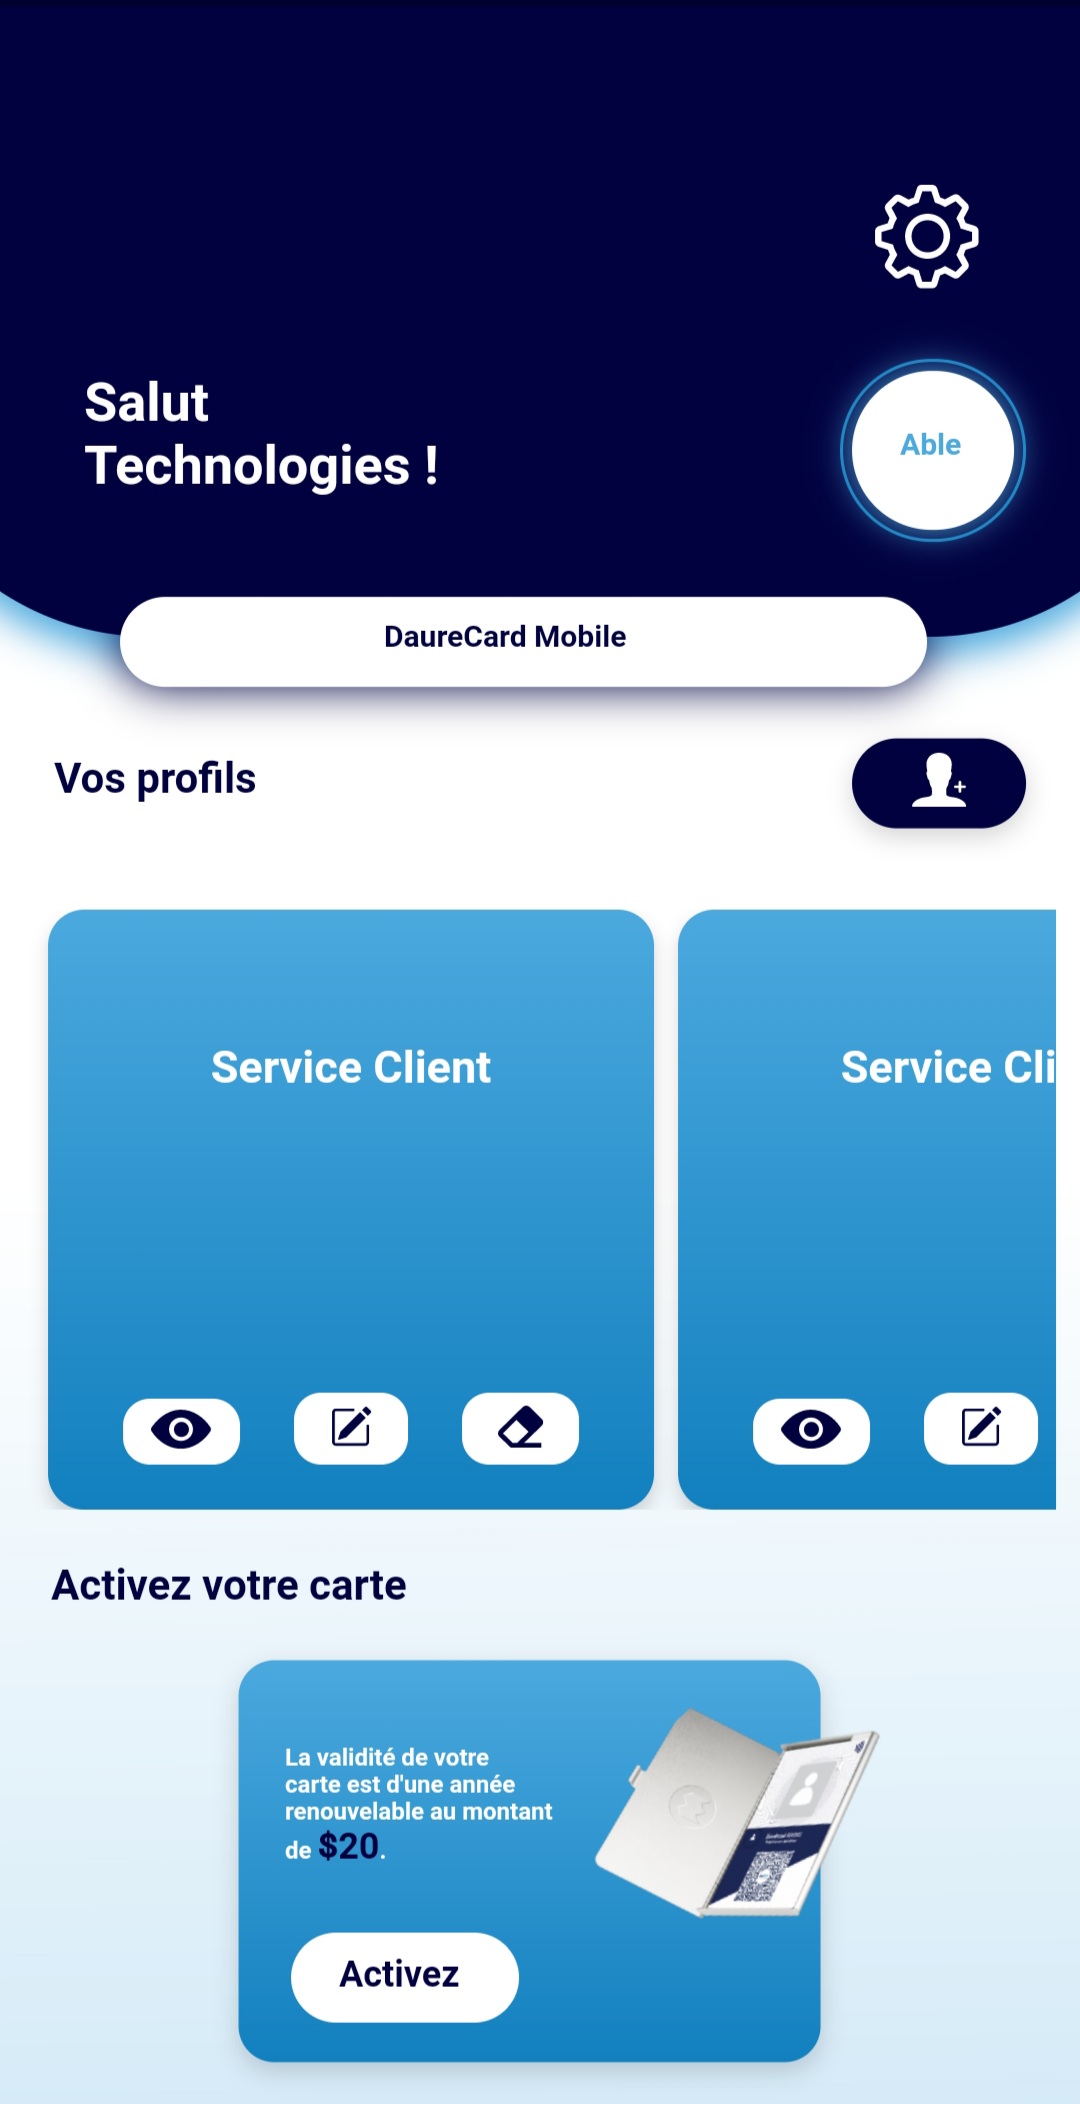 Salut
Technologies !
Able
DaureCard Mobile
Vos profils
Service Client
Service Cli
Activez votre carte
La validité de votre
carte est d'une année
renouvelable au montant
de $20.
Activez